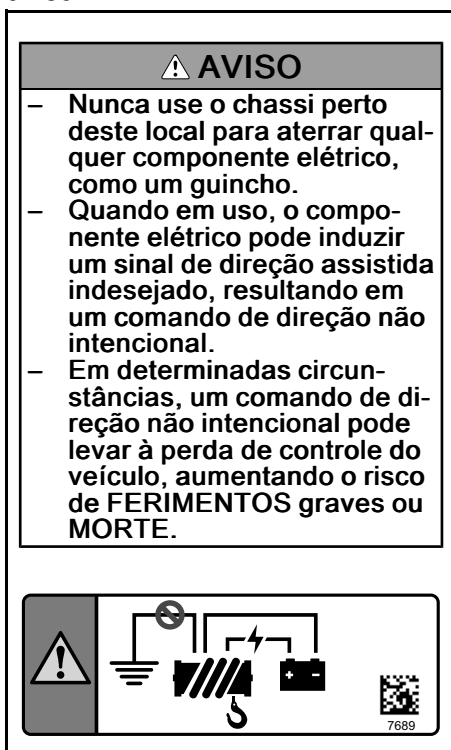 ⚠ AVISO
– Nunca use o chassi perto
deste local para aterrar qual-
quer componente elétrico,
como um guincho.
– Quando em uso, o compo-
nente elétrico pode induzir
um sinal de direção assistida
indesejado, resultando em
um comando de direção não
intencional.
– Em determinadas circun-
stâncias, um comando de di-
reção não intencional pode
levar à perda de controle do
veículo, aumentando o risco
de FERIMENTOS graves ou
MORTE.
+ -
7689